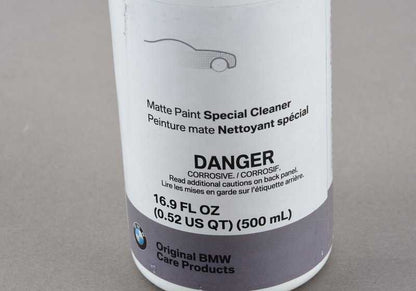 Matte Paint Special Cleaner
Peinture mate Nettoyant spécial
DANGER
CORROSIVE. / CORROSIF.
Read additional cautions on back panel.
Lire les mises en garde sur l'étiquette arrière.
16.9 FL OZ
(0.52 US QT) (500 mL)
Original BMW
Care Products